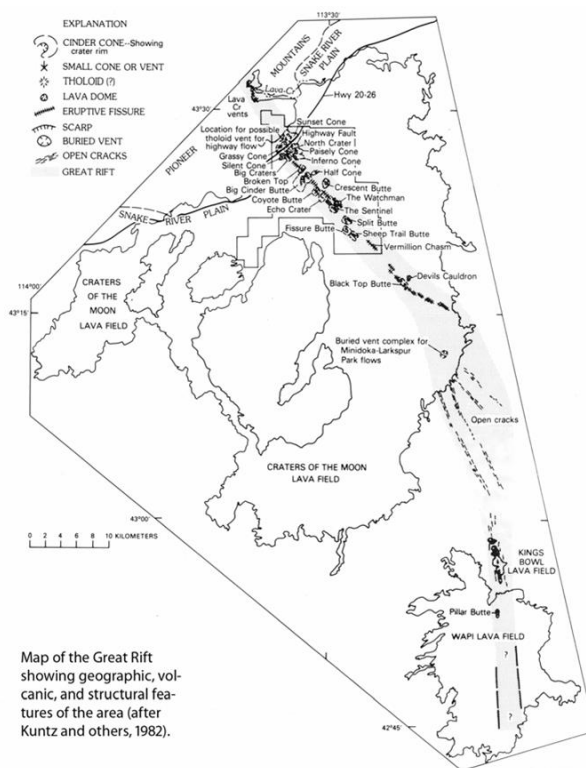 EXPLANATION
CINDER CONE--Showing
crater rim
SMALL CONE OR VENT
THOLOID (?)
LAVA DOME
ERUPTIVE FISSURE
SCARP
BURIED VENT
OPEN CRACKS
GREAT RIFT
113°30'
MOUNTAINS
SNAKE RIVER
PLAIN
Lava Cr
Hwy 20-26
Lava
Cr
vents
43°30'
PIONEER
Location for possible
tholoid vent for
highway flow
Sunset Cone
Highway Fault
North Crater
Paisely Cone
Inferno Cone
Grassy Cone
Silent Cone
Big Craters
Broken Top
Big Cinder Butte
Half Cone
Crescent Butte
Coyote Butte
The Watchman
Echo Crater
The Sentinel
Split Butte
Fissure Butte
Sheep Trail Butte
Vermillion Chasm
SNAKE RIVER PLAIN
114°00'
43°15'
CRATERS
OF THE
MOON
LAVA FIELD
Devils Cauldron
Black Top Butte
Buried vent complex for
Minidoka-Larkspur
Park flows
Open cracks
CRATERS OF THE MOON
LAVA FIELD
43°00'
0 2 4 6 8 10 KILOMETERS
KINGS
BOWL
LAVA FIELD
Pillar Butte
WAPI LAVA FIELD
?
?
42°45'
Map of the Great Rift
showing geographic, vol-
canic, and structural fea-
tures of the area (after
Kuntz and others, 1982).